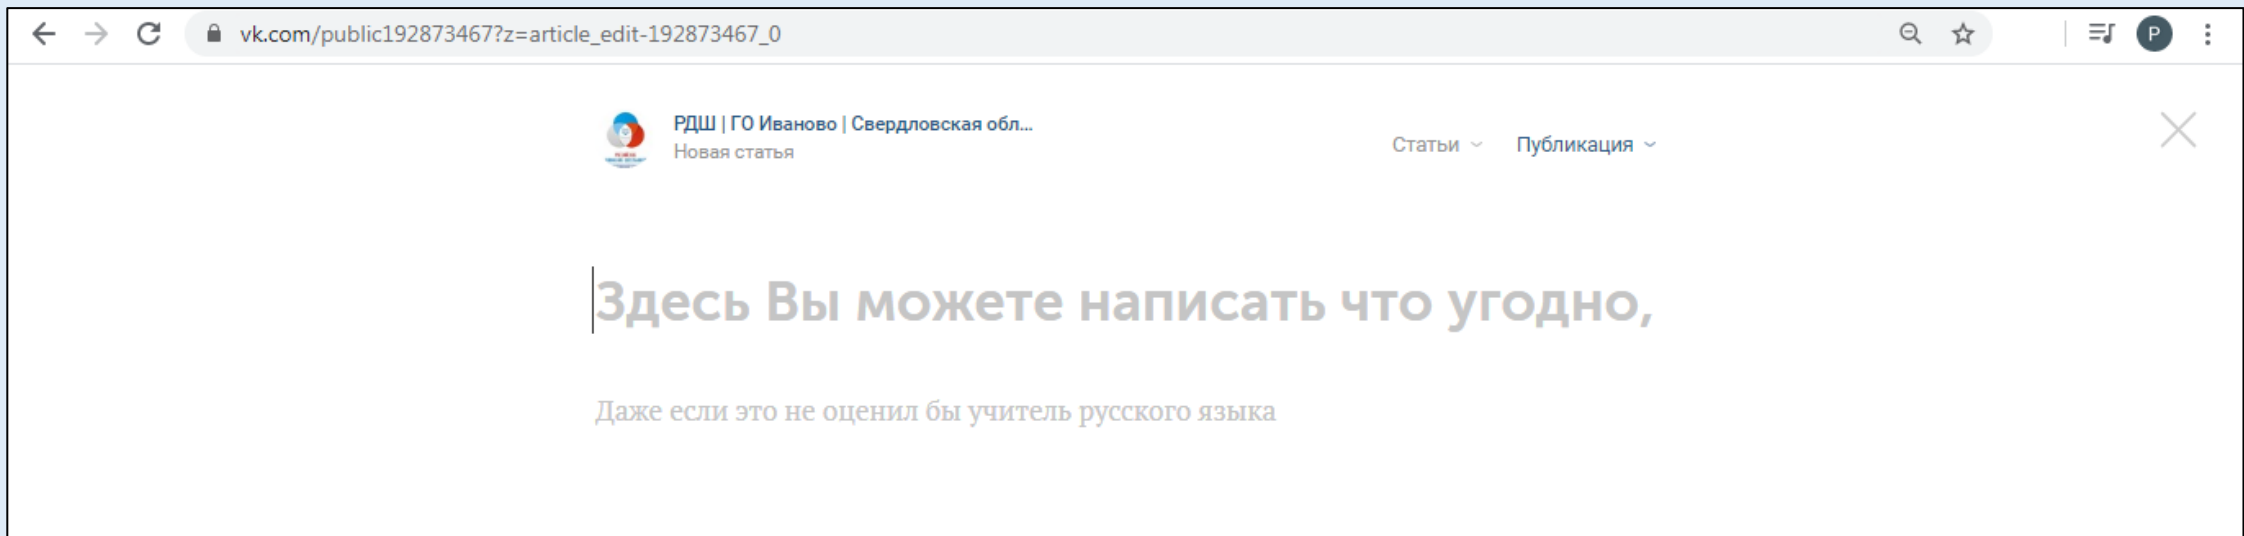 vk.com/public192873467?z=article_edit-192873467_0
P
РДШ | ГО Иваново | Свердловская обл...
Новая статья
Статьи
Публикация
Здесь Вы можете написать что угодно,
Даже если это не оценил бы учитель русского языка